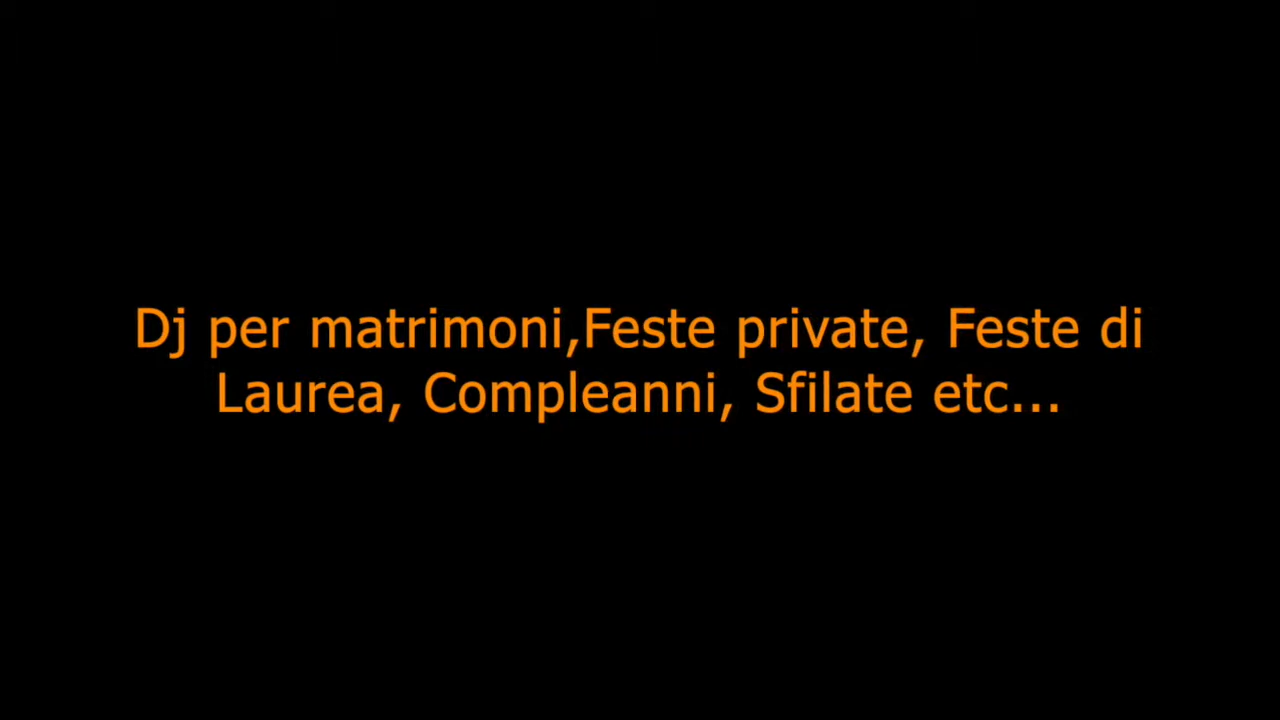 Dj per matrimoni,Feste private, Feste di
Laurea, Compleanni, Sfilate etc...